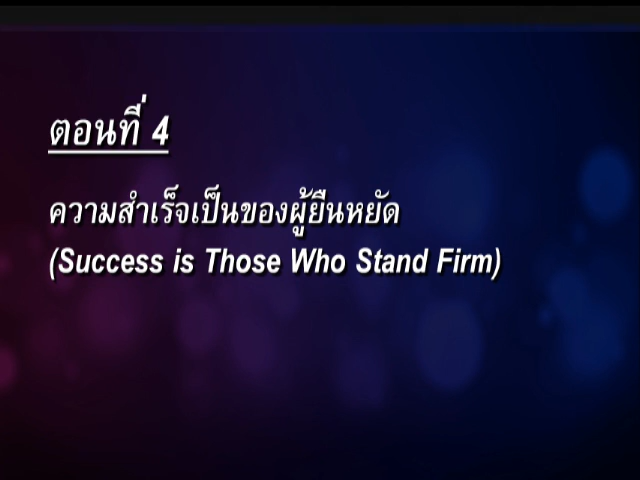 ตอนที่ 4
ความสำเร็จเป็นของผู้ยืนหยัด
(Success is Those Who Stand Firm)